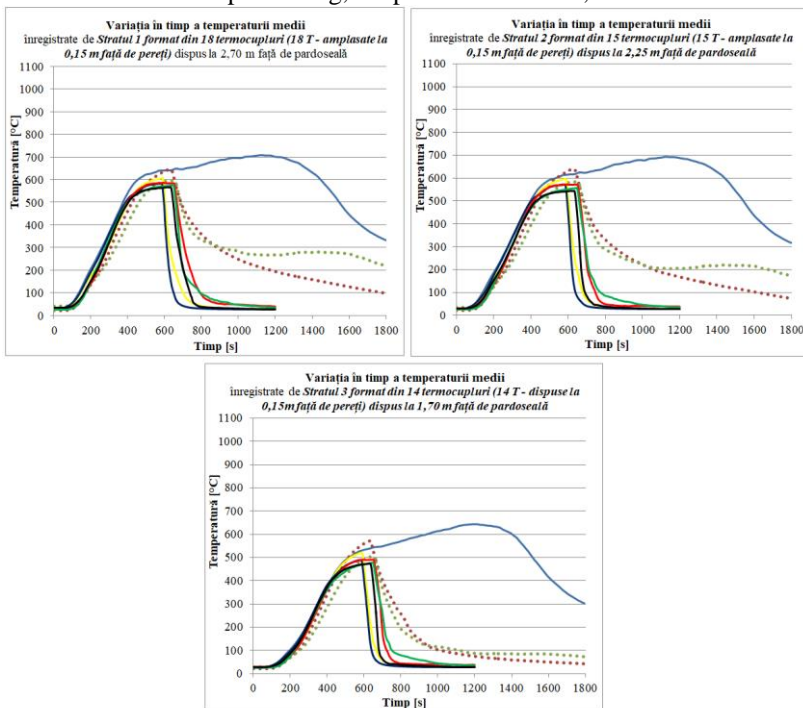 Variația în timp a temperaturii medii
înregistrate de Stratul 1 format din 18 termocupluri (18 T - amplasate la
0,15 m față de pereți) dispus la 2,70 m față de pardoseală
1100
1000
900
800
700
600
500
400
300
200
100
0
Temperatură [°C]
0 200 400 600 800 1000 1200 1400 1600 1800
Timp [s]
Variația în timp a temperaturii medii
înregistrate de Stratul 2 format din 15 termocupluri (15 T - amplasate la
0,15 m față de pereți) dispus la 2,25 m față de pardoseală
1100
1000
900
800
700
600
500
400
300
200
100
0
Temperatură [°C]
0 200 400 600 800 1000 1200 1400 1600 1800
Timp [s]
Variația în timp a temperaturii medii
înregistrate de Stratul 3 format din 14 termocupluri (14 T - dispuse la
0,15m față de pereți) dispus la 1,70 m față de pardoseală
1100
1000
900
800
700
600
500
400
300
200
100
0
Temperatură [°C]
0 200 400 600 800 1000 1200 1400 1600 1800
Timp [s]